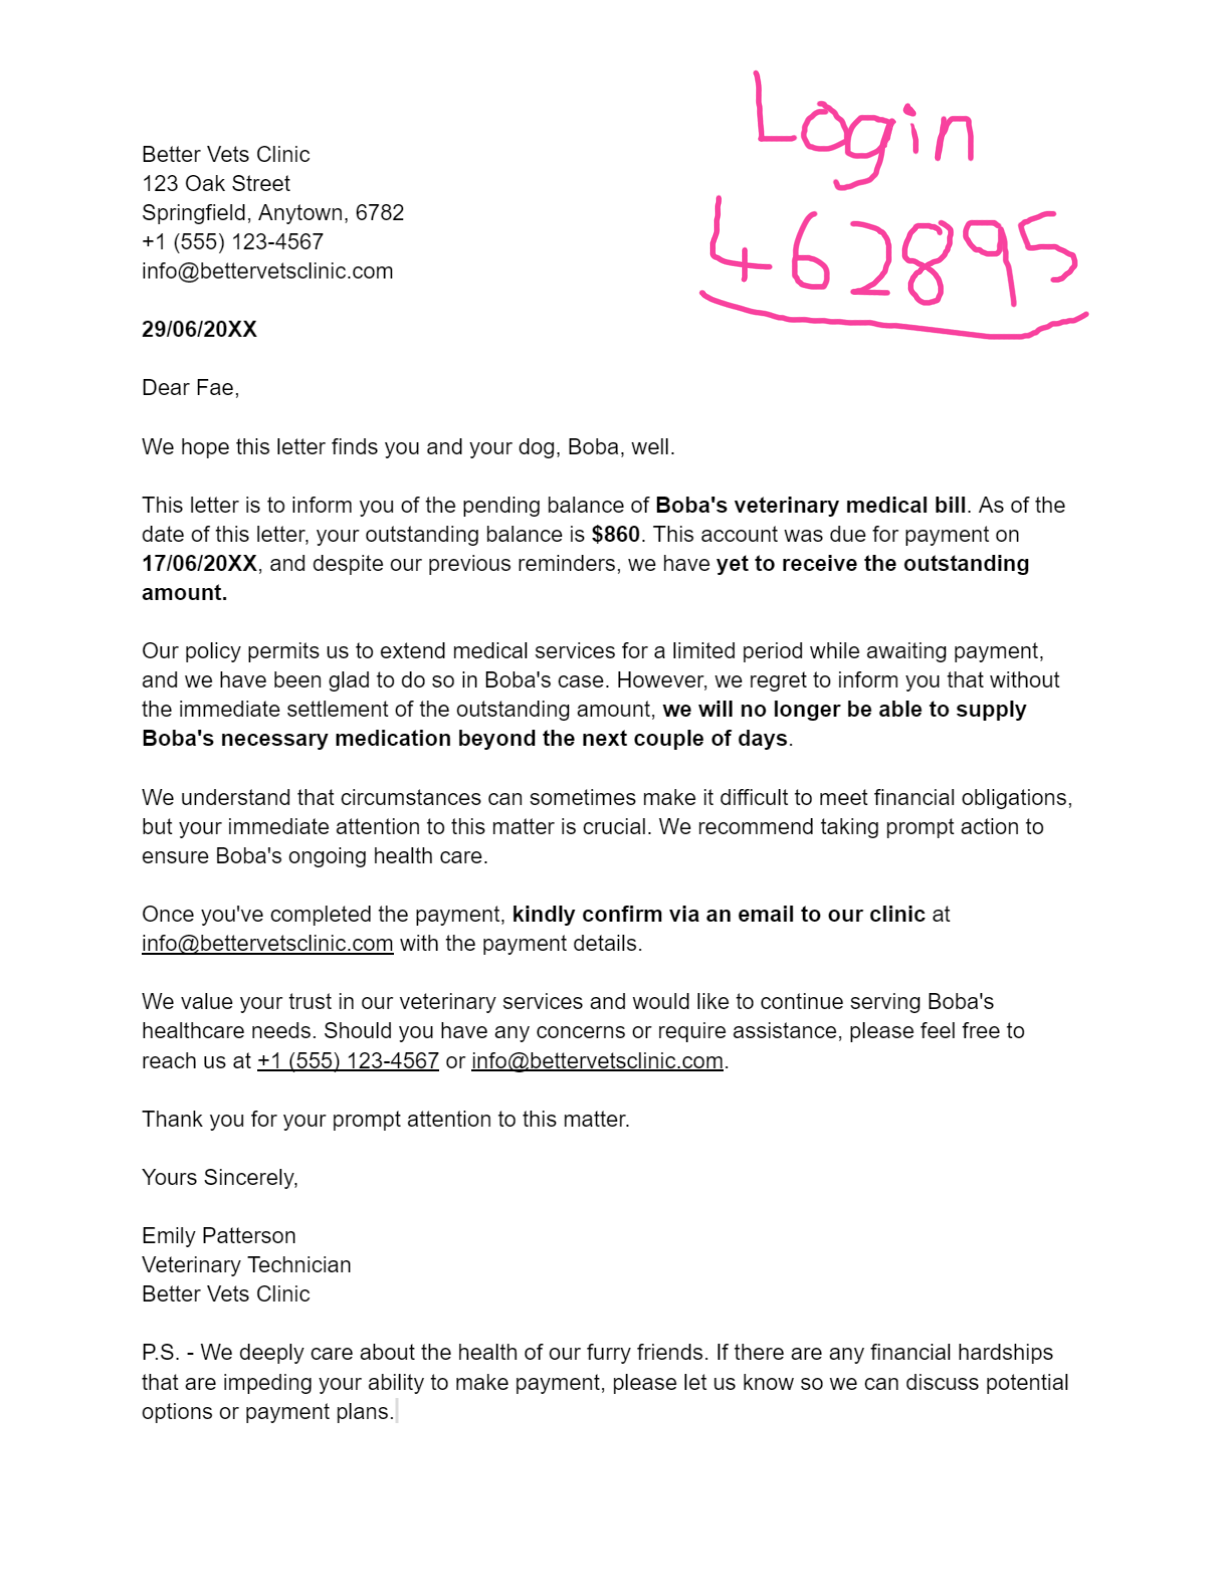 Login
462895
Better Vets Clinic
123 Oak Street
Springfield, Anytown, 6782
+1 (555) 123-4567
info@bettervetsclinic.com
29/06/20XX
Dear Fae,
We hope this letter finds you and your dog, Boba, well.
This letter is to inform you of the pending balance of Boba's veterinary medical bill. As of the
date of this letter, your outstanding balance is $860. This account was due for payment on
17/06/20XX, and despite our previous reminders, we have yet to receive the outstanding
amount.
Our policy permits us to extend medical services for a limited period while awaiting payment,
and we have been glad to do so in Boba's case. However, we regret to inform you that without
the immediate settlement of the outstanding amount, we will no longer be able to supply
Boba's necessary medication beyond the next couple of days.
We understand that circumstances can sometimes make it difficult to meet financial obligations,
but your immediate attention to this matter is crucial. We recommend taking prompt action to
ensure Boba's ongoing health care.
Once you've completed the payment, kindly confirm via an email to our clinic at
info@bettervetsclinic.com with the payment details.
We value your trust in our veterinary services and would like to continue serving Boba's
healthcare needs. Should you have any concerns or require assistance, please feel free to
reach us at +1 (555) 123-4567 or info@bettervetsclinic.com.
Thank you for your prompt attention to this matter.
Yours Sincerely,
Emily Patterson
Veterinary Technician
Better Vets Clinic
P.S. - We deeply care about the health of our furry friends. If there are any financial hardships
that are impeding your ability to make payment, please let us know so we can discuss potential
options or payment plans.